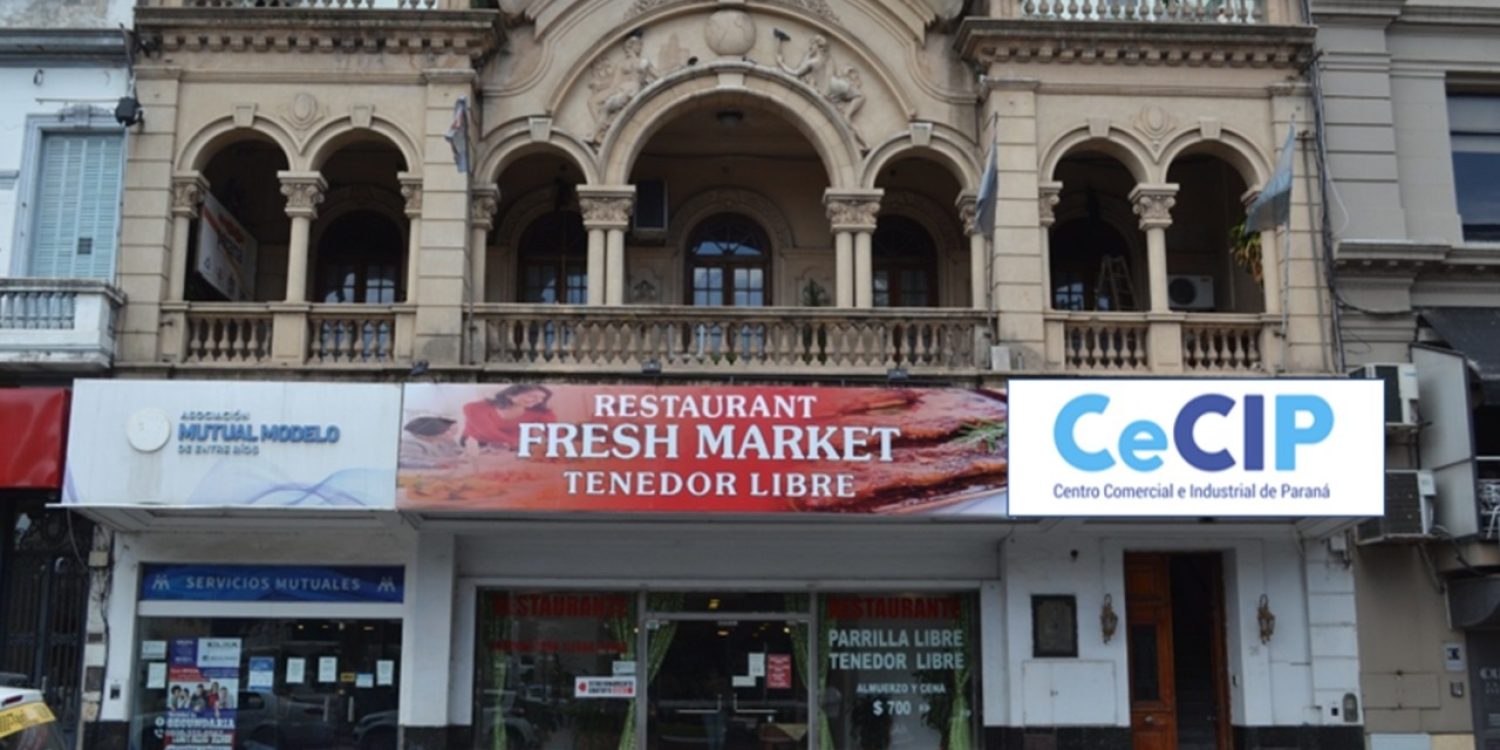 ASOCIACIÓN
MUTUAL MODELO
DE ENTRE RÍOS
RESTAURANT
FRESH MARKET
TENEDOR LIBRE
CeCIP
Centro Comercial e Industrial de Paraná
SERVICIOS MUTUALES
RESTAURANTE
RESTAURANTE
PARRILLA LIBRE
TENEDOR LIBRE
ALMUERZO Y CENA
$ 700
SECUNDARIA